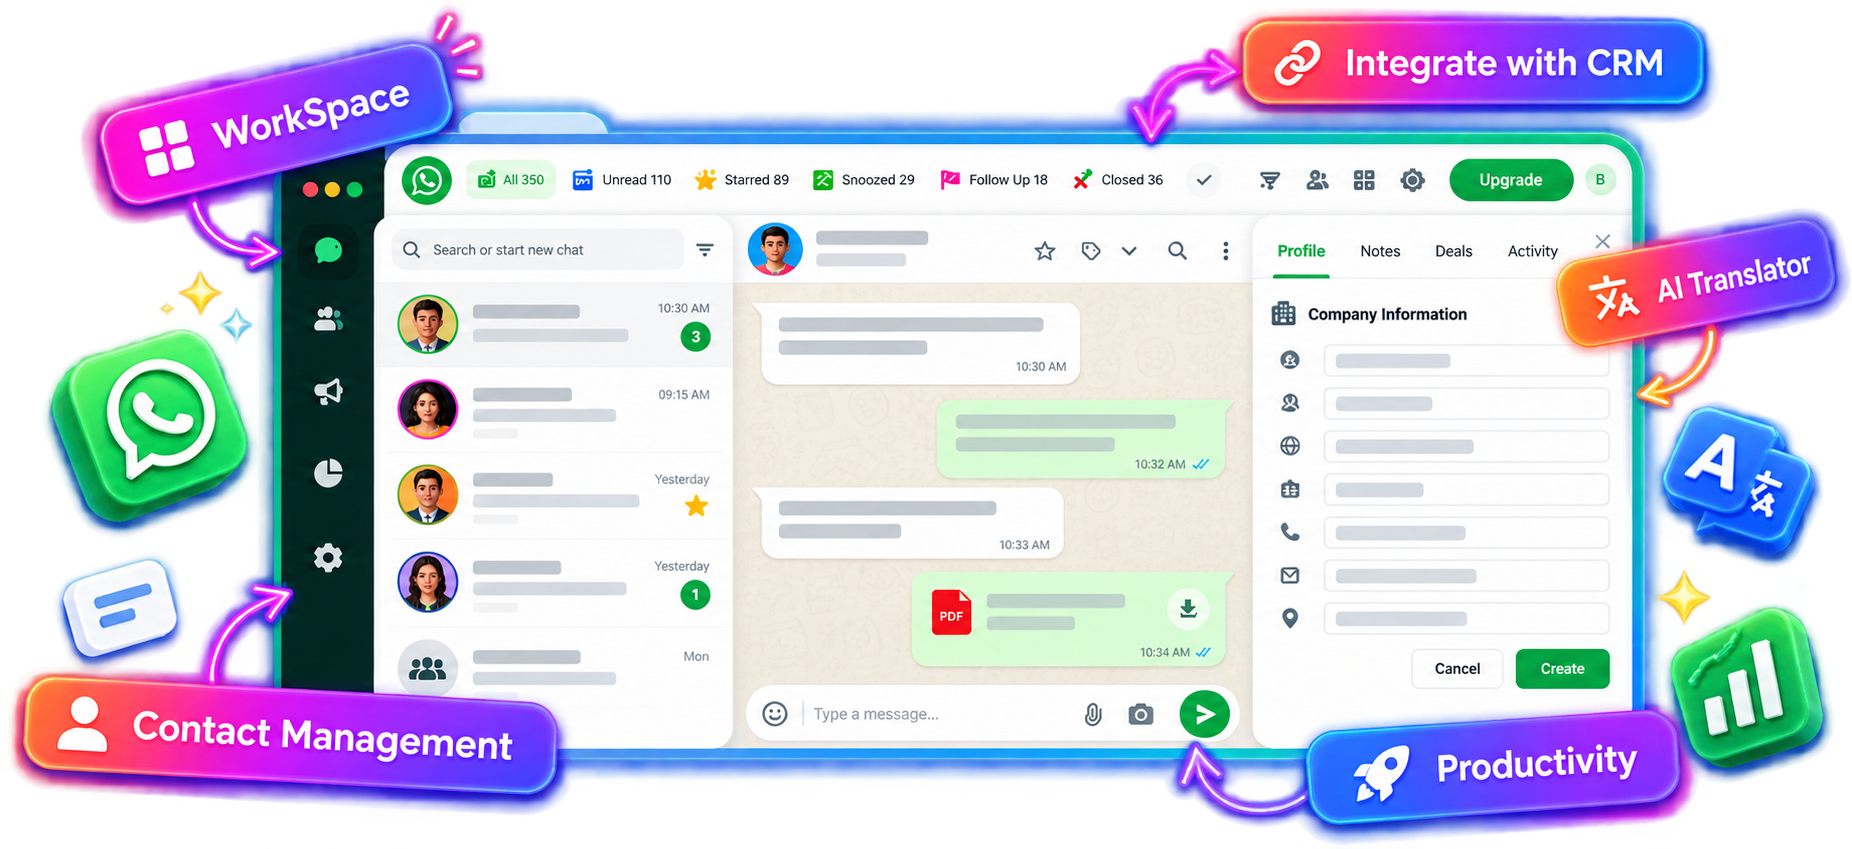 WorkSpace
Integrate with CRM
All 350
Unread 110
Starred 89
Snoozed 29
Follow Up 18
Closed 36
Upgrade
B
Search or start new chat
10:30 AM
3
09:15 AM
Yesterday
Yesterday
1
Mon
10:30 AM
10:32 AM
10:33 AM
PDF
10:34 AM
Type a message...
Profile
Notes
Deals
Activity
Company Information
Cancel
Create
AI Translator
A
Contact Management
Productivity